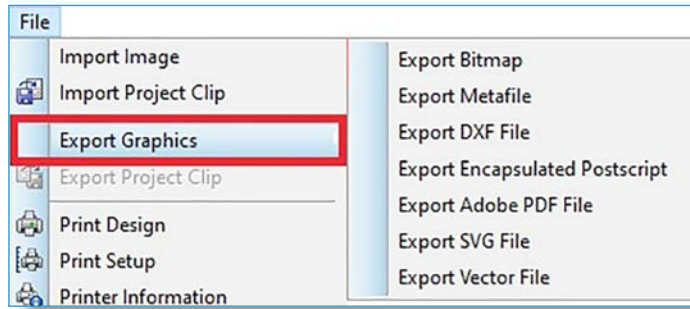 File
Import Image
Import Project Clip
Export Graphics
Export Project Clip
Print Design
Print Setup
Printer Information
Export Bitmap
Export Metafile
Export DXF File
Export Encapsulated Postscript
Export Adobe PDF File
Export SVG File
Export Vector File